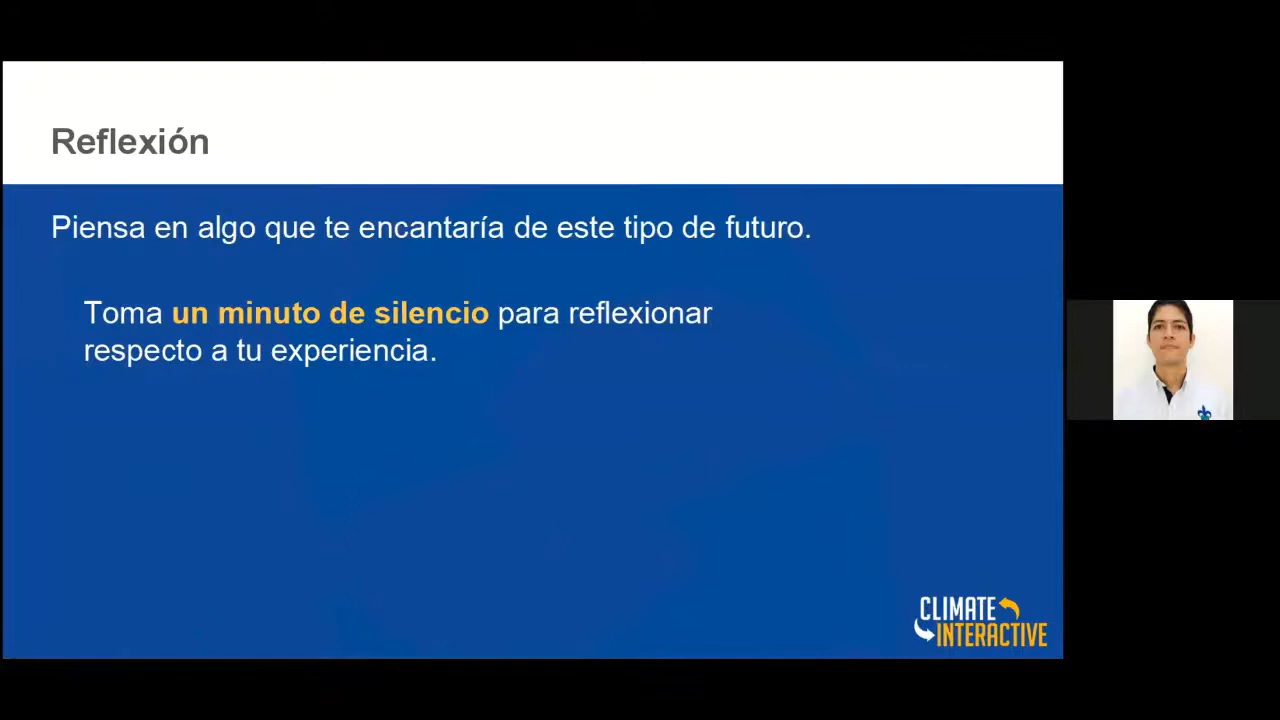 Reflexión
Piensa en algo que te encantaría de este tipo de futuro.
Toma un minuto de silencio para reflexionar
respecto a tu experiencia.
CLIMATE
INTERACTIVE